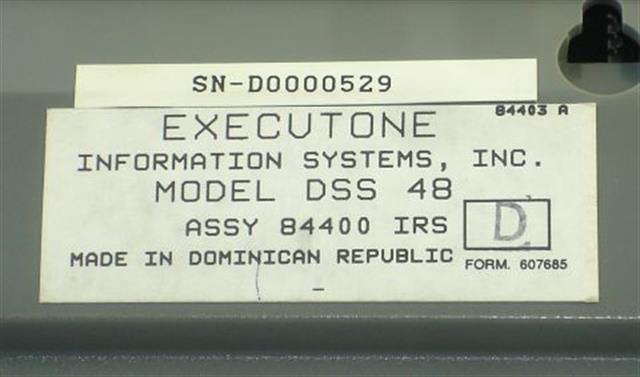 SN-D0000529
84403 A
EXECUTONE
INFORMATION SYSTEMS, INC.
MODEL DSS 48
ASSY 84400 IRS
D
MADE IN DOMINICAN REPUBLIC
FORM. 607685